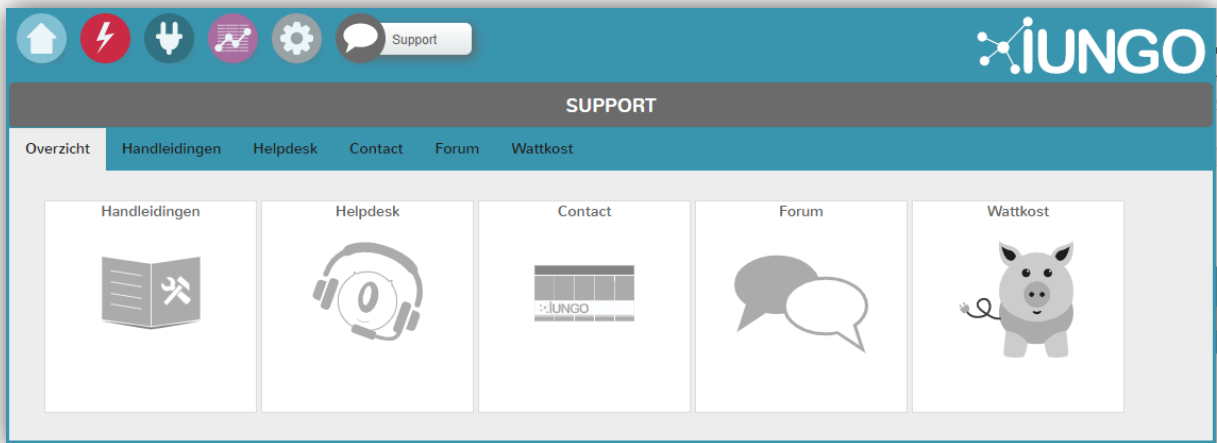 Support
iUNGO
SUPPORT
Overzicht Handleidingen Helpdesk Contact Forum Wattkost
Handleidingen Helpdesk Contact Forum Wattkost
iUNGO